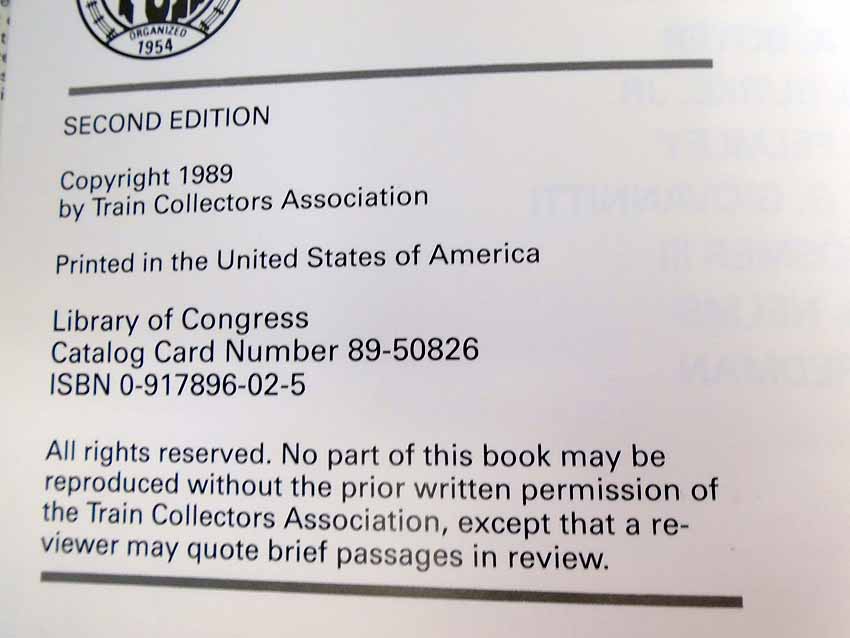 ORGANIZED
1954
SECOND EDITION
Copyright 1989
by Train Collectors Association
Printed in the United States of America
Library of Congress
Catalog Card Number 89-50826
ISBN 0-917896-02-5
All rights reserved. No part of this book may be
reproduced without the prior written permission of
the Train Collectors Association, except that a re-
viewer may quote brief passages in review.